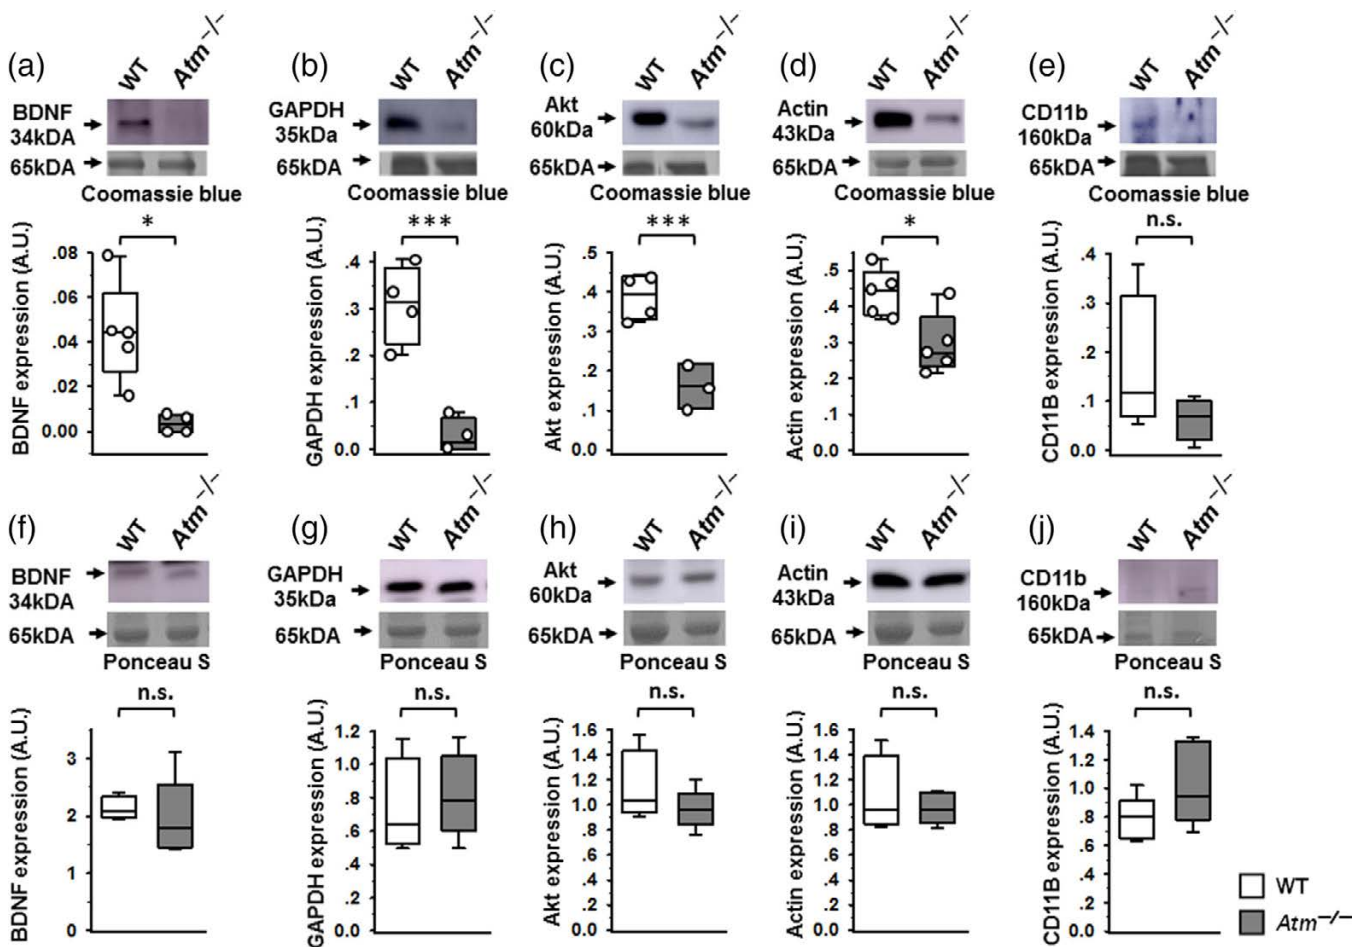 (a)
WT
Atm −/−
BDNF
34kDA
65kDA
Coomassie blue
*
BDNF expression (A.U.)
.08
.06
.04
.02
0.00
(b)
WT
Atm −/−
GAPDH
35kDa
65kDA
Coomassie blue
***
GAPDH expression (A.U.)
.4
.3
.2
.1
0.0
(c)
WT
Atm −/−
Akt
60kDa
65kDA
Coomassie blue
***
Akt expression (A.U.)
.5
.4
.3
.2
.1
0.0
(d)
WT
Atm −/−
Actin
43kDa
65kDA
Coomassie blue
*
Actin expression (A.U.)
.5
.4
.3
.2
.1
.0
(e)
WT
Atm −/−
CD11b
160kDa
65kDA
Coomassie blue
n.s.
CD11B expression (A.U.)
.4
.3
.2
0.1
0.0
(f)
WT
Atm −/−
BDNF
34kDA
65kDA
Ponceau S
n.s.
BDNF expression (A.U.)
3
2
1
0
(g)
WT
Atm −/−
GAPDH
35kDa
65kDA
Ponceau S
n.s.
GAPDH expression (A.U.)
1.2
1.0
.8
.6
.4
.2
0.0
(h)
WT
Atm −/−
Akt
60kDa
65kDA
Ponceau S
n.s.
Akt expression (A.U.)
1.6
1.4
1.2
1.0
.8
.6
.4
.2
0.0
(i)
WT
Atm −/−
Actin
43kDa
65kDA
Ponceau S
n.s.
Actin expression (A.U.)
1.6
1.4
1.2
1.0
.8
.6
.4
.2
0.0
(j)
WT
Atm −/−
CD11b
160kDa
65kDA
Ponceau S
n.s.
CD11B expression (A.U.)
1.4
1.2
1.0
0.8
.6
.4
.2
0.0
WT
Atm−/−